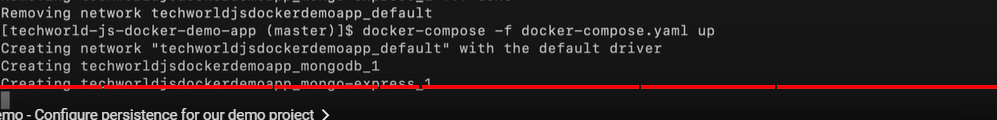 Removing network techworldjsdockerdemoapp_default
[techworld-js-docker-demo-app (master)]$ docker-compose -f docker-compose.yaml up
Creating network "techworldjsdockerdemoapp_default" with the default driver
Creating techworldjsdockerdemoapp_mongodb_1
Creating techworldjsdockerdemoapp_mongo-express_1
emo - Configure persistence for our demo project >